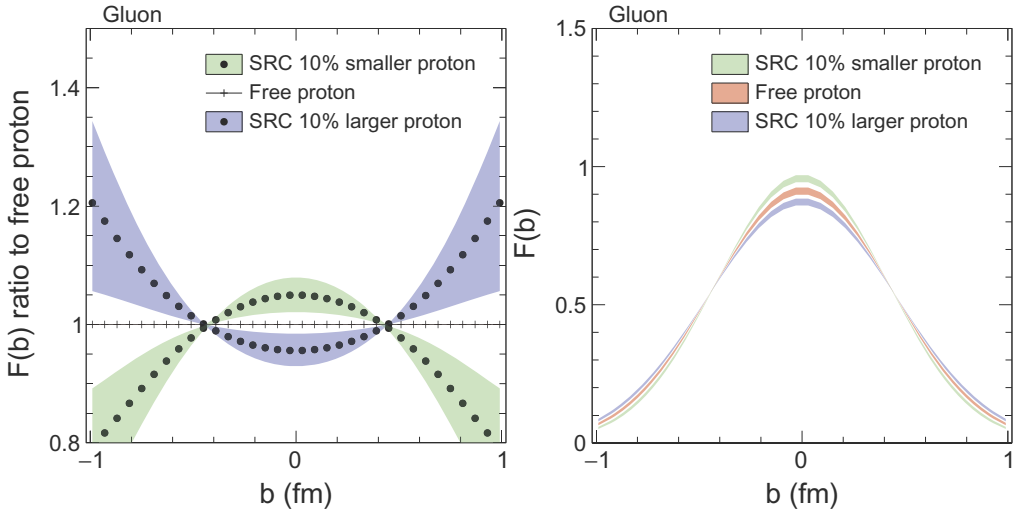 Gluon
F(b) ratio to free proton
1.4
1.2
1
0.8
SRC 10% smaller proton
Free proton
SRC 10% larger proton
−1
0
1
b (fm)
Gluon
F(b)
1.5
1
0.5
0
SRC 10% smaller proton
Free proton
SRC 10% larger proton
−1
0
1
b (fm)